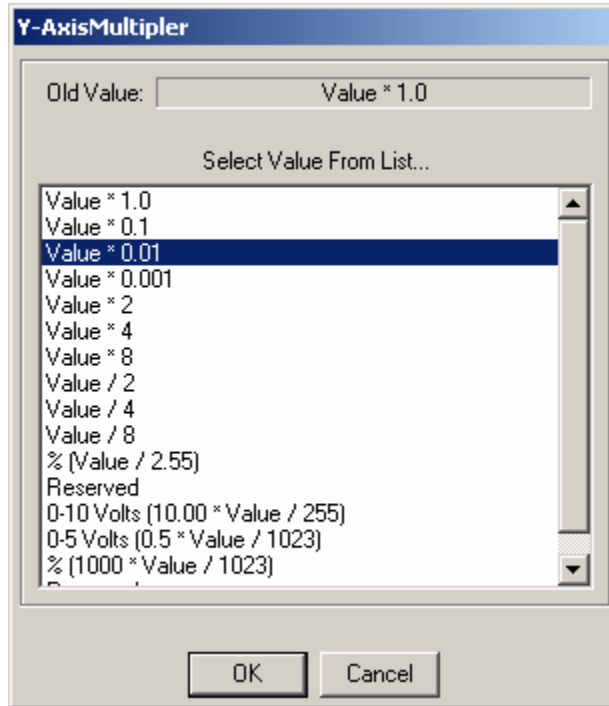 Y-AxisMultipler
Old Value: Value * 1.0
Select Value From List...
Value * 1.0
Value * 0.1
Value * 0.01
Value * 0.001
Value * 2
Value * 4
Value * 8
Value / 2
Value / 4
Value / 8
% (Value / 2.55)
Reserved
0-10 Volts (10.00 * Value / 255)
0-5 Volts (0.5 * Value / 1023)
% (1000 * Value / 1023)
OK Cancel